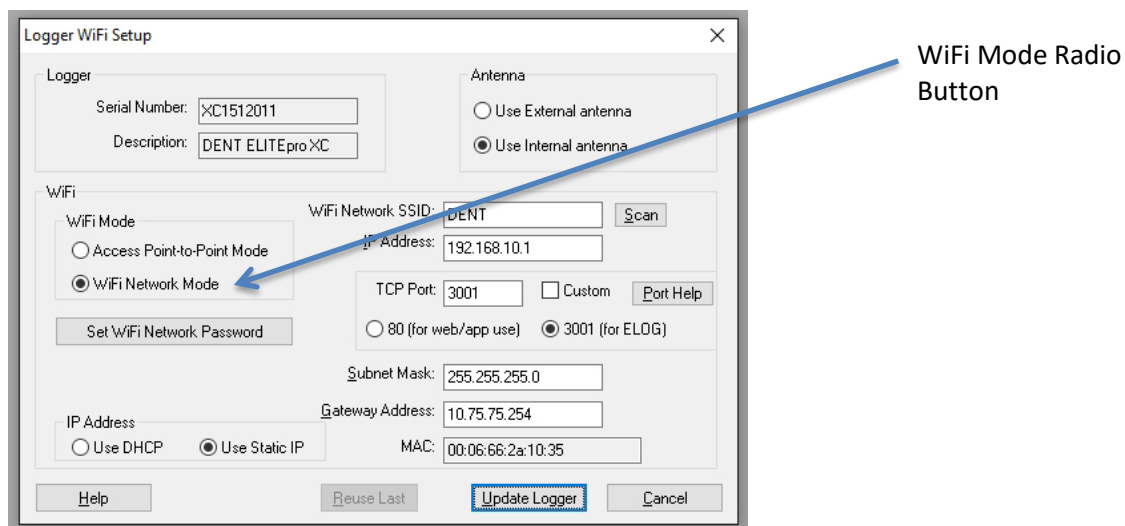 Logger WiFi Setup
WiFi Mode Radio
Button
Logger
Serial Number: XC1512011
Description: DENT ELITEpro XC
Antenna
Use External antenna
Use Internal antenna
WiFi
WiFi Mode
Access Point-to-Point Mode
WiFi Network Mode
Set WiFi Network Password
WiFi Network SSID: DENT Scan
IP Address: 192.168.10.1
TCP Port: 3001 Custom Port Help
80 (for web/app use) 3001 (for ELOG)
Subnet Mask: 255.255.255.0
Gateway Address: 10.75.75.254
MAC: 00:06:66:2a:10:35
IP Address
Use DHCP Use Static IP
Help Reuse Last Update Logger Cancel